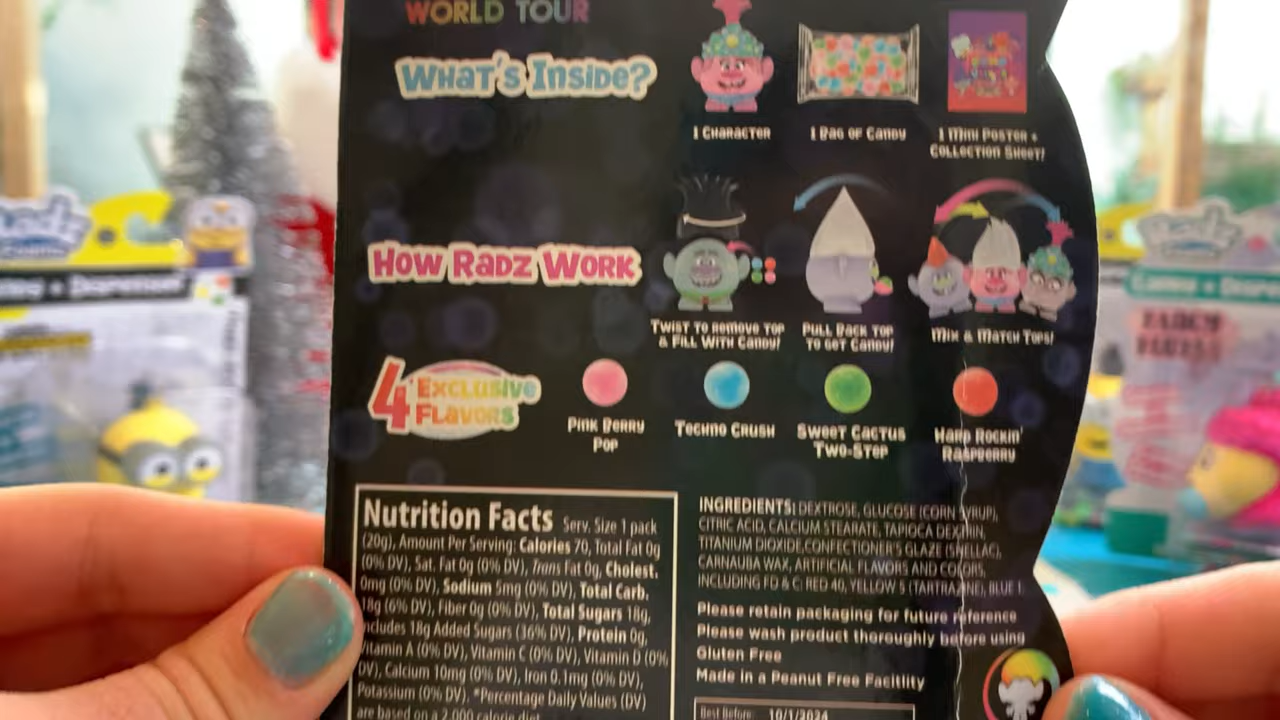 WORLD TOUR
WHAT'S INSIDE?
1 CHARACTER
1 BAG OF CANDY
1 MINI POSTER +
COLLECTION SHEET!
HOW RADZ WORK
TWIST TO REMOVE TOP
& FILL WITH CANDY!
PULL BACK TOP
TO GET CANDY!
MIX & MATCH TOPS!
4 EXCLUSIVE
FLAVORS
PINK BERRY
POP
TECHNO CRUSH
SWEET CACTUS
TWO-STEP
HARD ROCKIN'
RASPBERRY
Nutrition Facts Serv. Size 1 pack
(20g), Amount Per Serving: Calories 70, Total Fat 0g
(0% DV), Sat. Fat 0g (0% DV), Trans Fat 0g, Cholest.
0mg (0% DV), Sodium 5mg (0% DV), Total Carb.
18g (6% DV), Fiber 0g (0% DV), Total Sugars 18g
18g Added Sugars (36% DV), Protein 0g,
Vitamin A (0% DV), Vitamin C (0% DV), Vitamin D (0%
DV), Calcium 10mg (0% DV), Iron 0.1mg (0% DV),
Potassium (0% DV). *Percentage Daily Values (DV)
are based on a 2,000 calorie diet
INGREDIENTS: DEXTROSE, GLUCOSE (CORN SYRUP),
CITRIC ACID, CALCIUM STEARATE, TAPIOCA DEXTRIN,
TITANIUM DIOXIDE, CONFECTIONER'S GLAZE (SHELLAC),
CARNAUBA WAX, ARTIFICIAL FLAVORS AND COLORS,
INCLUDING FD & C: RED 40, YELLOW 5 (TARTRAZINE), BLUE 1.
Please retain packaging for future reference
Please wash product thoroughly before using
Gluten Free
Made in a Peanut Free Facility
Best Before: 10/1/2024